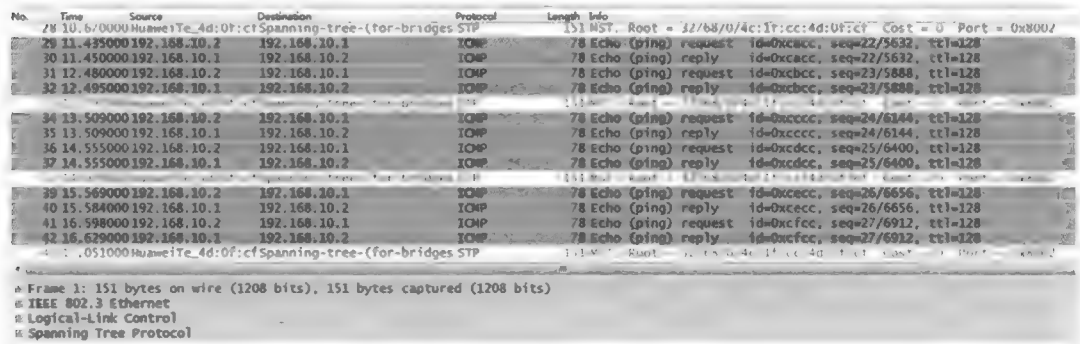 No. Time Source Destination Protocol Length Info
28 10.670000 HuaweiTe_4d:0f:cf Spanning-tree-(for-bridges STP 151 MST. Root = 32768/0/4c:1f:cc:4d:0f:cf Cost = 0 Port = 0x8002
29 11.435000 192.168.10.2 192.168.10.1 ICMP 78 Echo (ping) request id=0xcacc, seq=22/5632, ttl=128
30 11.450000 192.168.10.1 192.168.10.2 ICMP 78 Echo (ping) reply id=0xcacc, seq=22/5632, ttl=128
31 12.480000 192.168.10.2 192.168.10.1 ICMP 78 Echo (ping) request id=0xcbcc, seq=23/5888, ttl=128
32 12.495000 192.168.10.1 192.168.10.2 ICMP 78 Echo (ping) reply id=0xcbcc, seq=23/5888, ttl=128
34 13.509000 192.168.10.2 192.168.10.1 ICMP 78 Echo (ping) request id=0xcccc, seq=24/6144, ttl=128
35 13.509000 192.168.10.1 192.168.10.2 ICMP 78 Echo (ping) reply id=0xcccc, seq=24/6144, ttl=128
36 14.555000 192.168.10.2 192.168.10.1 ICMP 78 Echo (ping) request id=0xcdcc, seq=25/6400, ttl=128
37 14.555000 192.168.10.1 192.168.10.2 ICMP 78 Echo (ping) reply id=0xcdcc, seq=25/6400, ttl=128
39 15.569000 192.168.10.2 192.168.10.1 ICMP 78 Echo (ping) request id=0xcecc, seq=26/6656, ttl=128
40 15.584000 192.168.10.1 192.168.10.2 ICMP 78 Echo (ping) reply id=0xcecc, seq=26/6656, ttl=128
41 16.598000 192.168.10.2 192.168.10.1 ICMP 78 Echo (ping) request id=0xcfcc, seq=27/6912, ttl=128
42 16.629000 192.168.10.1 192.168.10.2 ICMP 78 Echo (ping) reply id=0xcfcc, seq=27/6912, ttl=128
HuaweiTe_4d:0f:cf Spanning-tree-(for-bridges STP
Frame 1: 151 bytes on wire (1208 bits), 151 bytes captured (1208 bits)
IEEE 802.3 Ethernet
Logical-Link Control
Spanning Tree Protocol